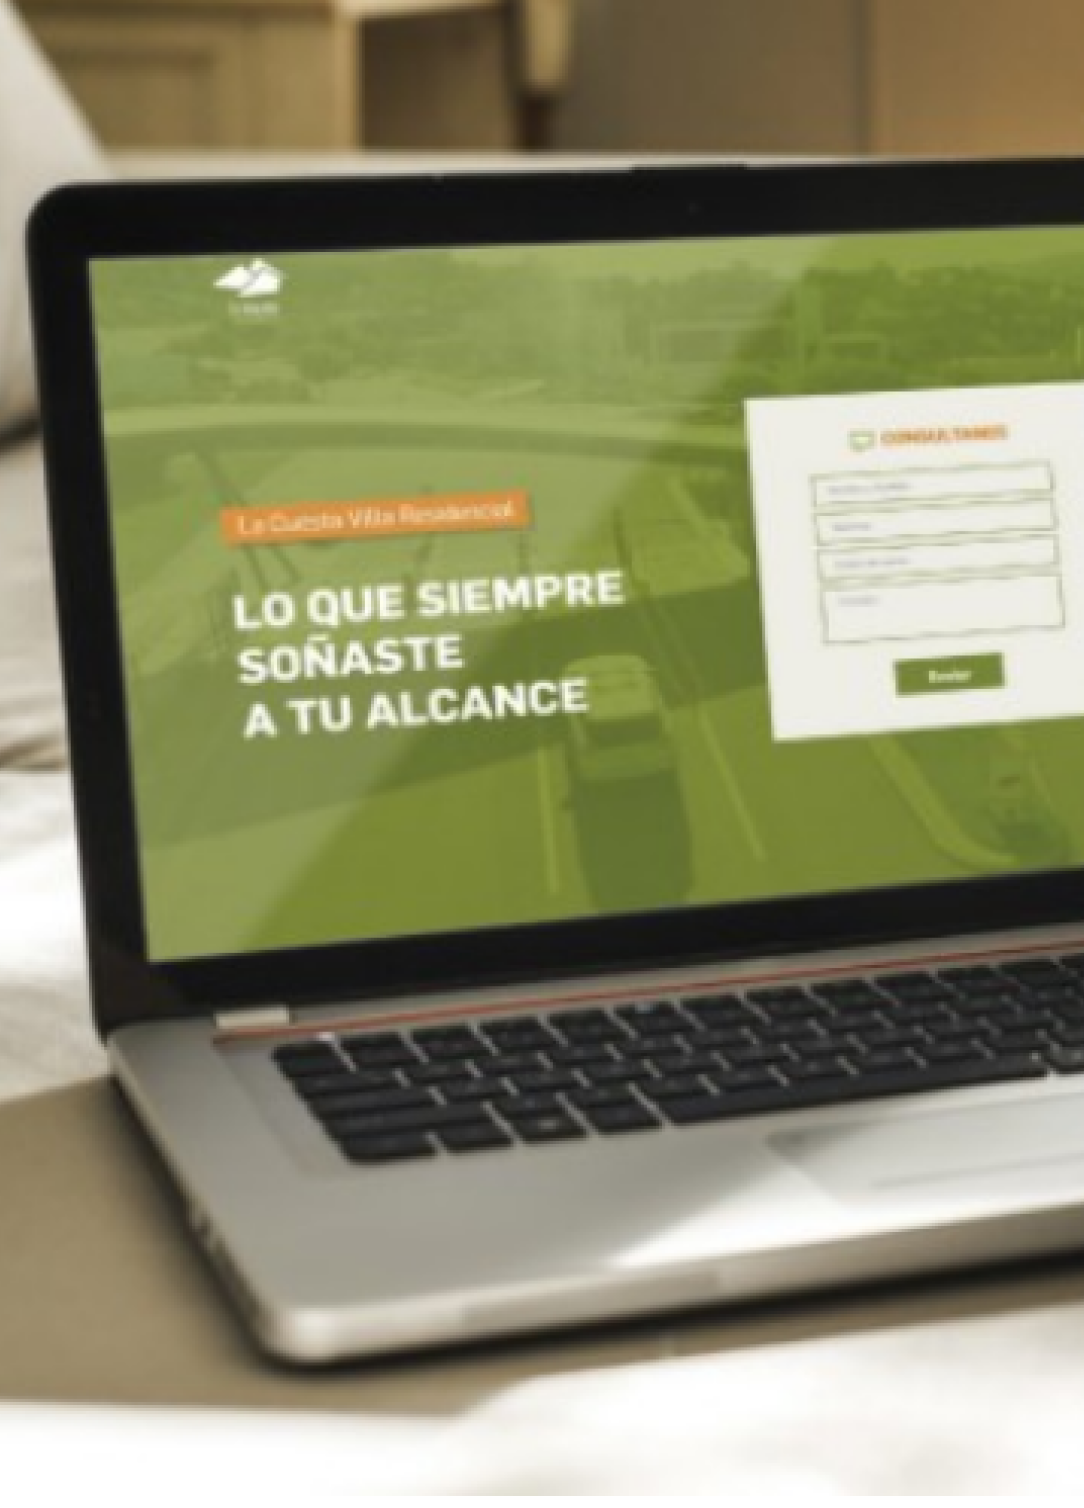 La Cuesta Villa Residencial
LO QUE SIEMPRE
SOÑASTE
A TU ALCANCE
CONSULTANOS
Enviar